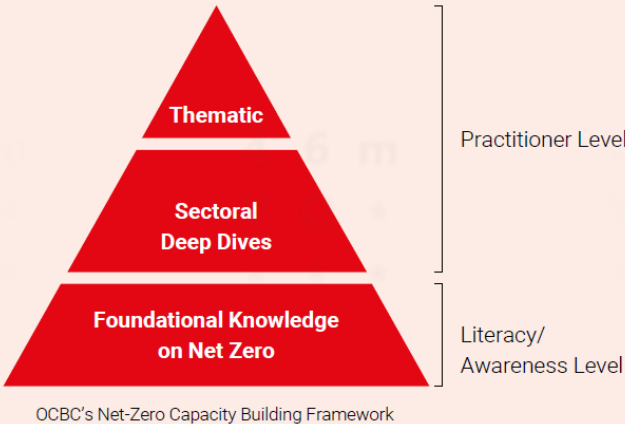 Thematic
Practitioner Level
Sectoral
Deep Dives
Foundational Knowledge
on Net Zero
Literacy/
Awareness Level
OCBC's Net-Zero Capacity Building Framework